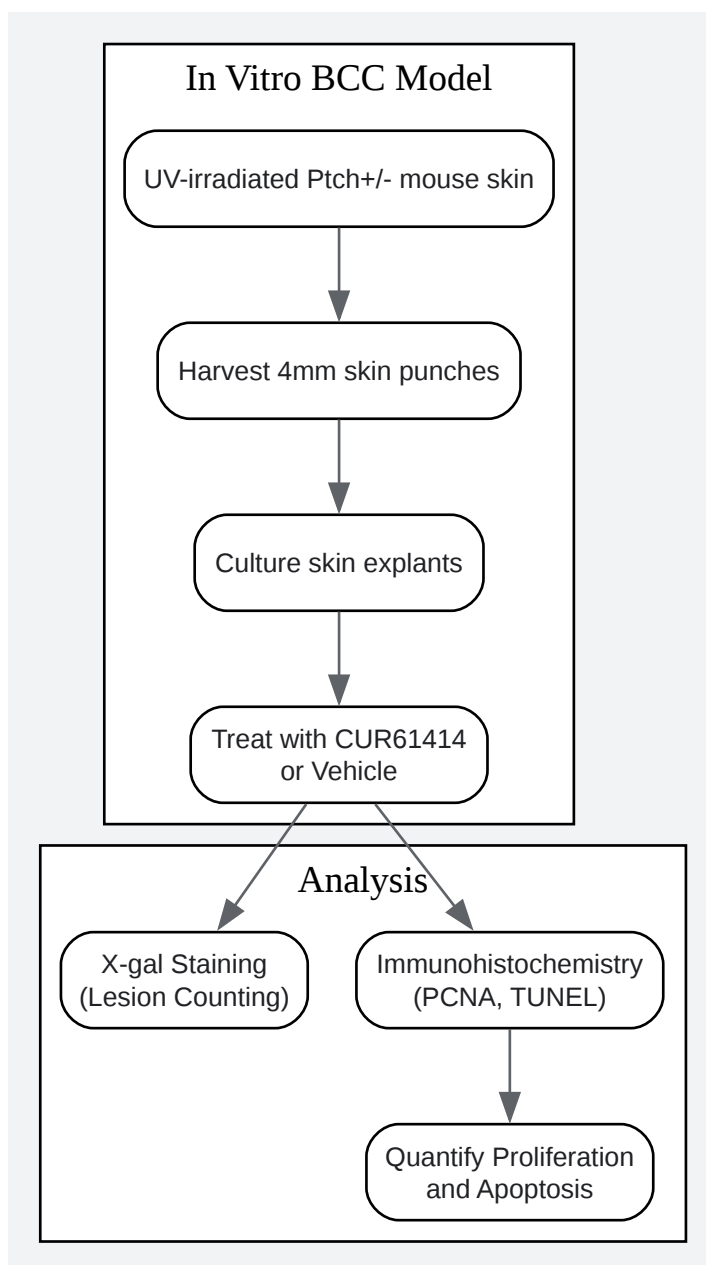 In Vitro BCC Model
UV-irradiated Ptch+/- mouse skin
Harvest 4mm skin punches
Culture skin explants
Treat with CUR61414
or Vehicle
Analysis
X-gal Staining
(Lesion Counting)
Immunohistochemistry
(PCNA, TUNEL)
Quantify Proliferation
and Apoptosis